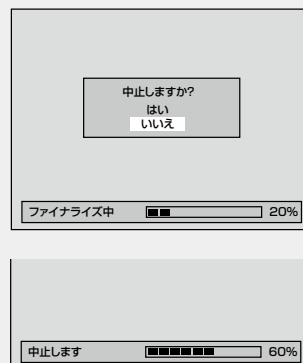 中止しますか?
はい
いいえ
ファイナライズ中 20%
中止します 60%